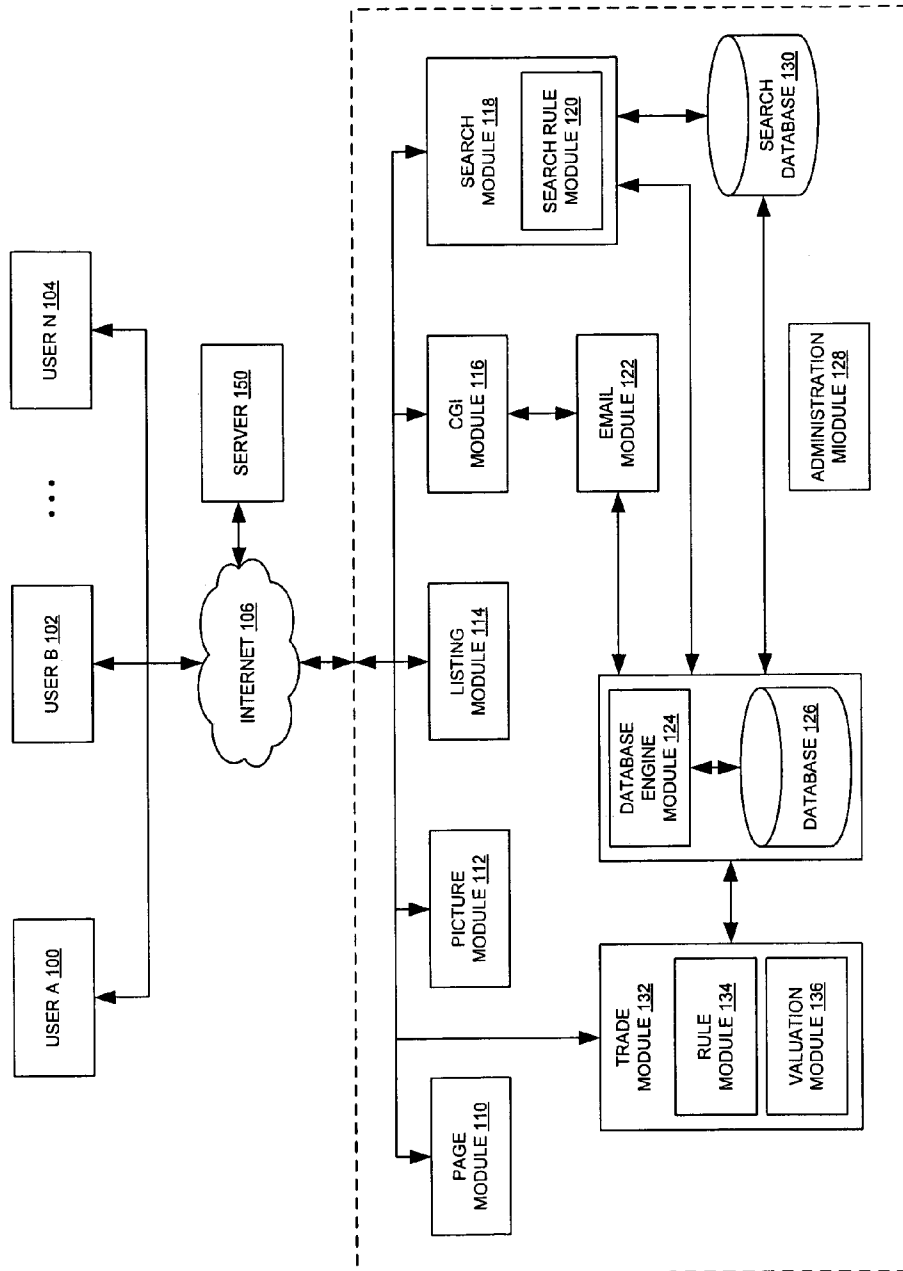 USER A 100
USER B 102
...
USER N 104
INTERNET 106
SERVER 150
PAGE
MODULE 110
PICTURE
MODULE 112
LISTING
MODULE 114
CGI
MODULE 116
SEARCH
MODULE 118
SEARCH RULE
MODULE 120
TRADE
MODULE 132
RULE
MODULE 134
VALUATION
MODULE 136
DATABASE
ENGINE
MODULE 124
DATABASE 126
EMAIL
MODULE 122
SEARCH
DATABASE 130
ADMINISTRATION
MIODULE 128